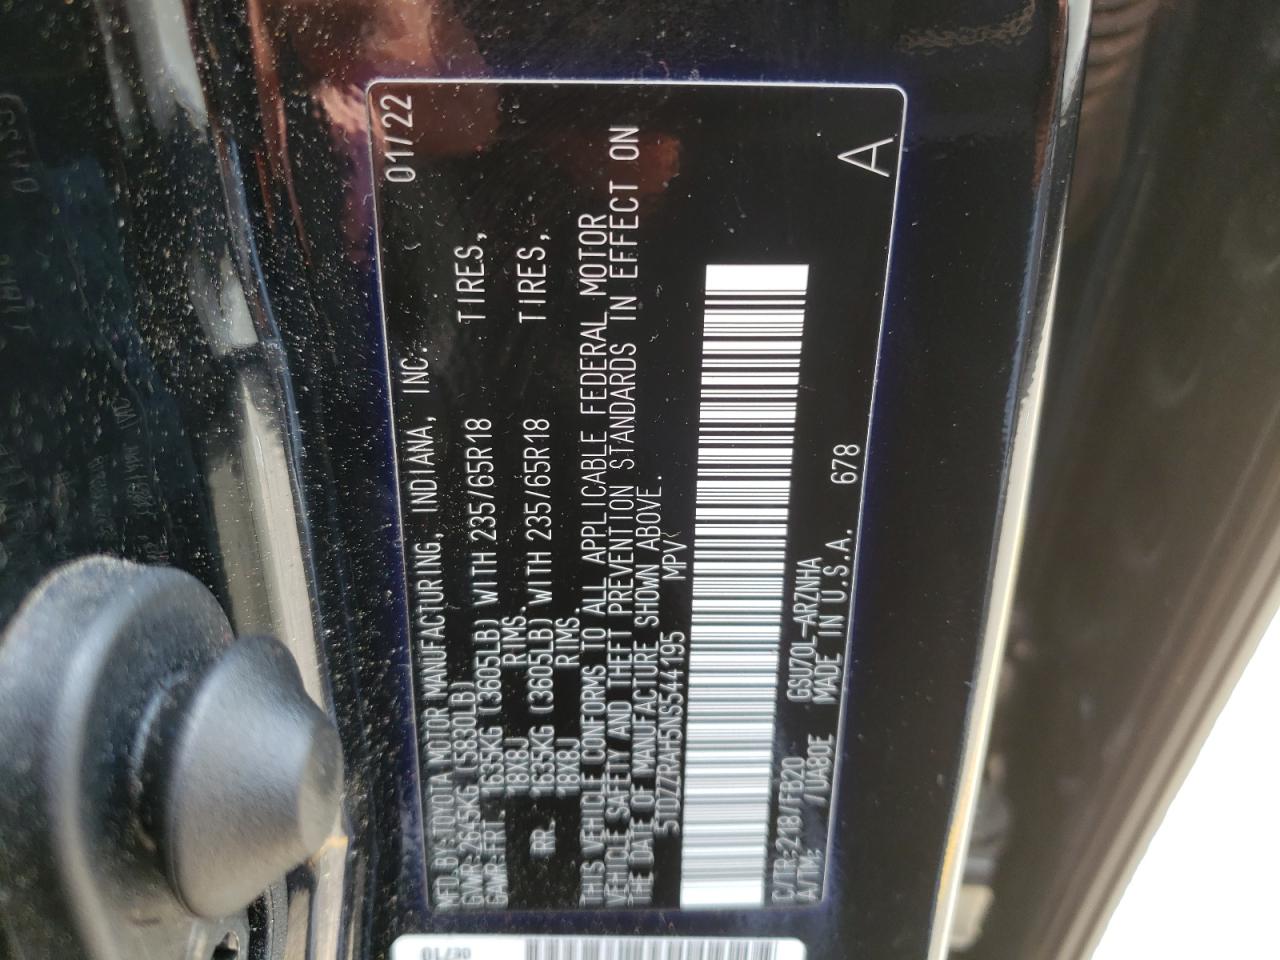 MFD.BY:TOYOTA MOTOR MANUFACTURING, INDIANA, INC. 01/22
GVWR:2645KG (5830LB)
GAWR:FRT. 1635KG (3605LB) WITH 235/65R18 TIRES,
18X8J RIMS.
RR. 1635KG (3605LB) WITH 235/65R18 TIRES,
18X8J RIMS.
THIS VEHICLE CONFORMS TO ALL APPLICABLE FEDERAL MOTOR
VEHICLE SAFETY AND THEFT PREVENTION STANDARDS IN EFFECT ON
THE DATE OF MANUFACTURE SHOWN ABOVE.
5TDZZRAH5NS544195 MPV
C/TR:218//FB20 GSU70L-ARZNHA
A/TM: /UA80E MADE IN U.S.A. 678
A